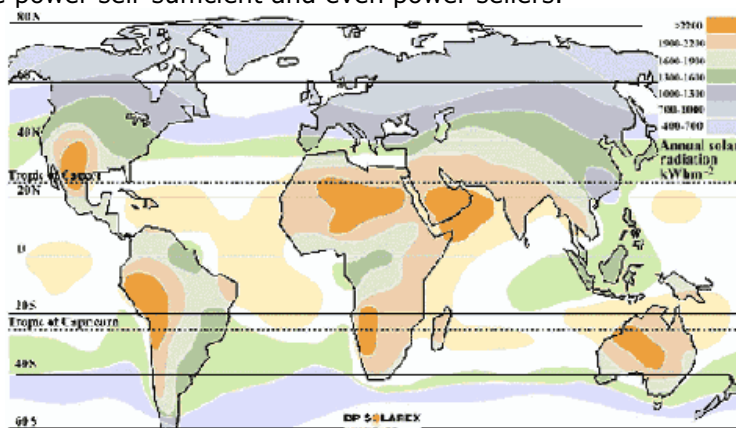 power self-sufficient and even power sellers.
80N
60N
40N
Tropic of Cancer
20N
0
20S
Tropic of Capricorn
40S
60S
>2200
1900-2200
1600-1900
1300-1600
1000-1300
700-1000
400-700
Annual solar
radiation
kWhm-2
BP SOLAREX